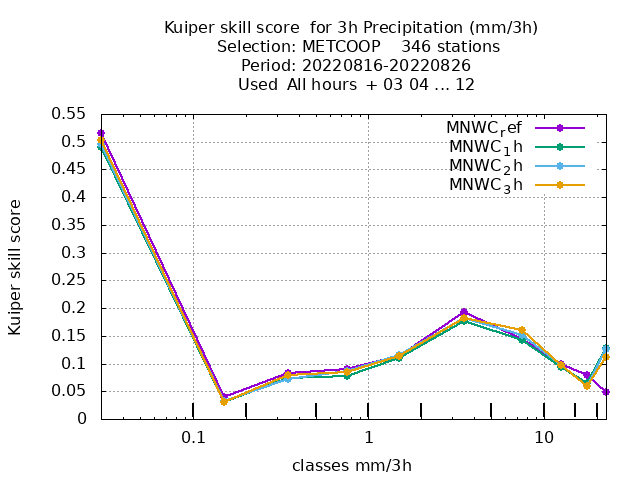 Kuiper skill score  for 3h Precipitation (mm/3h)
Selection: METCOOP    346 stations
Period: 20220816-20220826
Used  All hours  + 03 04 ... 12
0.55
0.5
0.45
0.4
0.35
0.3
0.25
0.2
0.15
0.1
0.05
0
Kuiper skill score
MNWC_ref
MNWC_1h
MNWC_2h
MNWC_3h
0.1 1 10
classes mm/3h